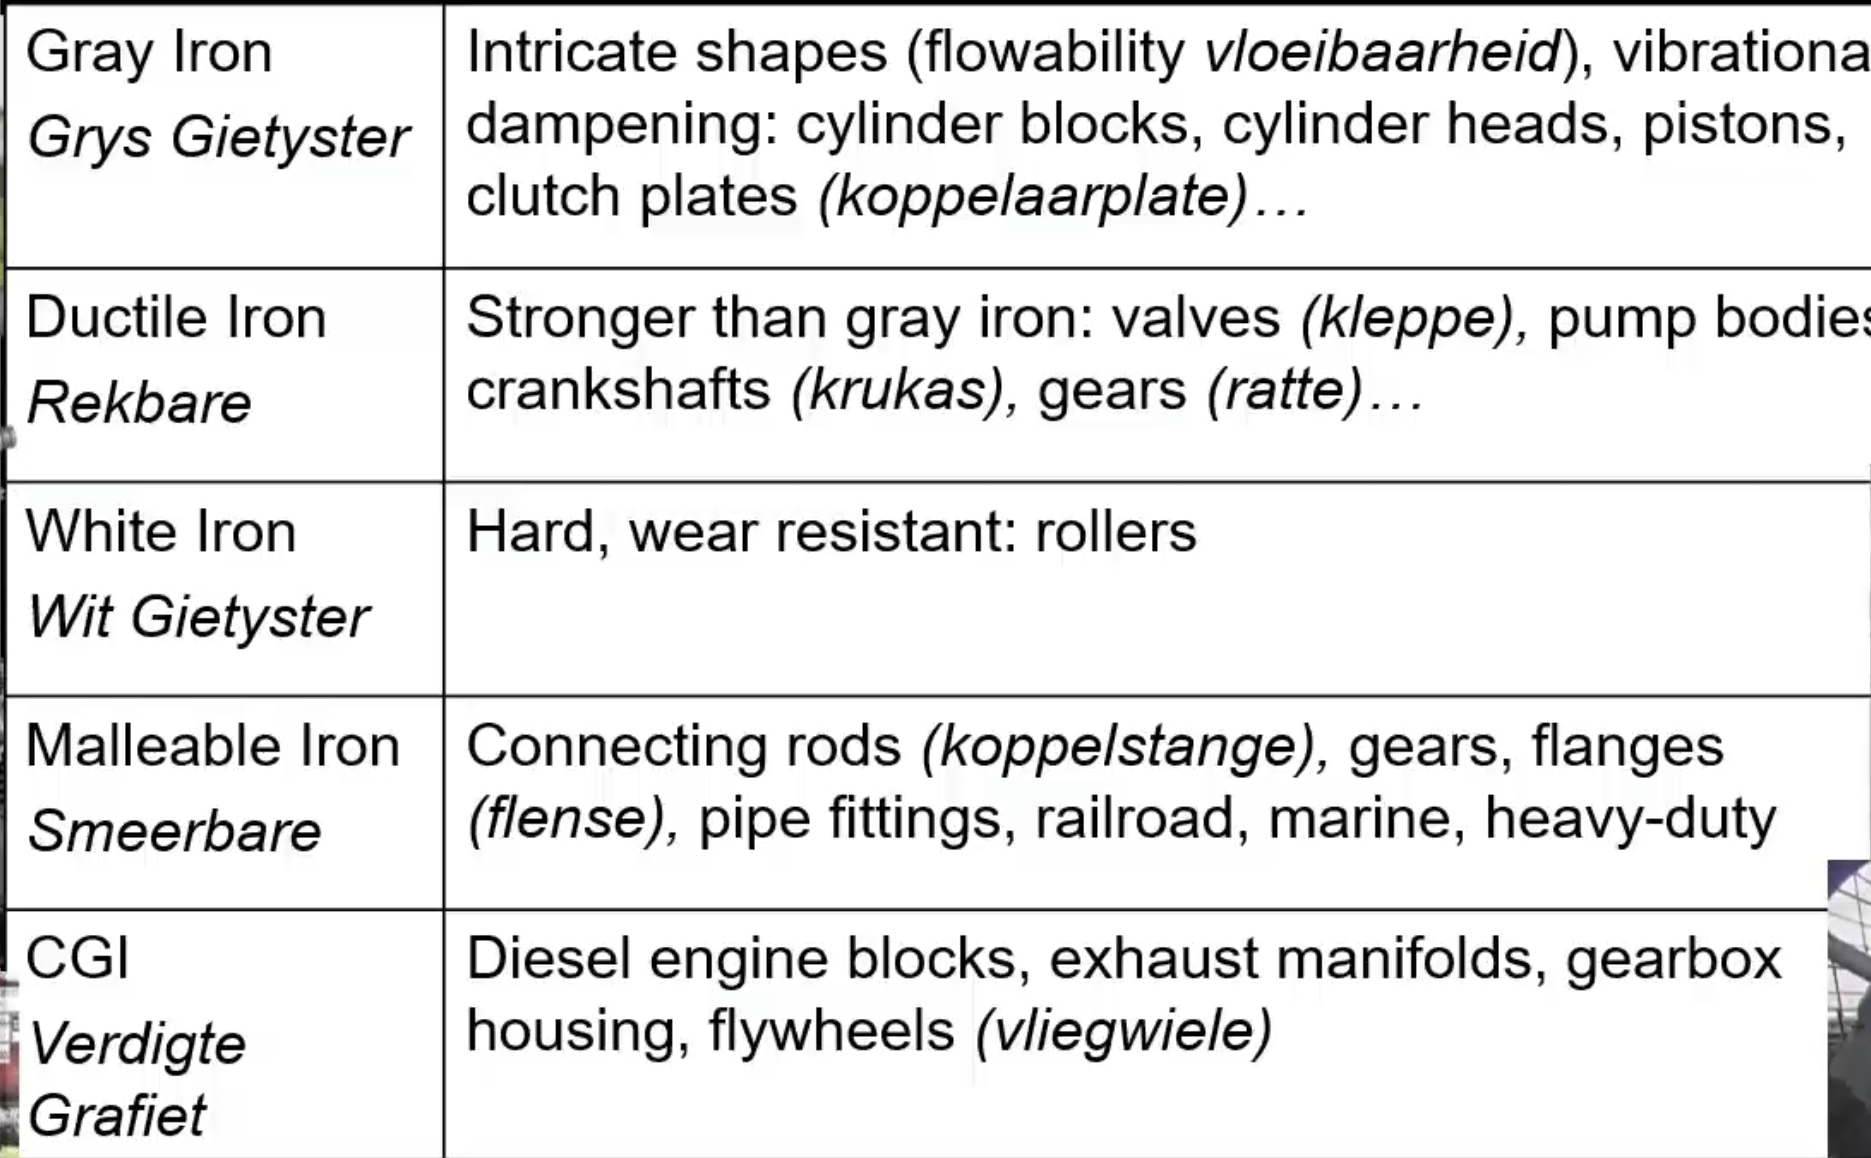 Gray Iron
Grys Gietyster
Intricate shapes (flowability vloeibaarheid), vibrationa
dampening: cylinder blocks, cylinder heads, pistons,
clutch plates (koppelaarplate)…
Ductile Iron
Rekbare
Stronger than gray iron: valves (kleppe), pump bodies
crankshafts (krukas), gears (ratte)…
White Iron
Wit Gietyster
Hard, wear resistant: rollers
Malleable Iron
Smeerbare
Connecting rods (koppelstange), gears, flanges
(flense), pipe fittings, railroad, marine, heavy-duty
CGI
Verdigte
Grafiet
Diesel engine blocks, exhaust manifolds, gearbox
housing, flywheels (vliegwiele)